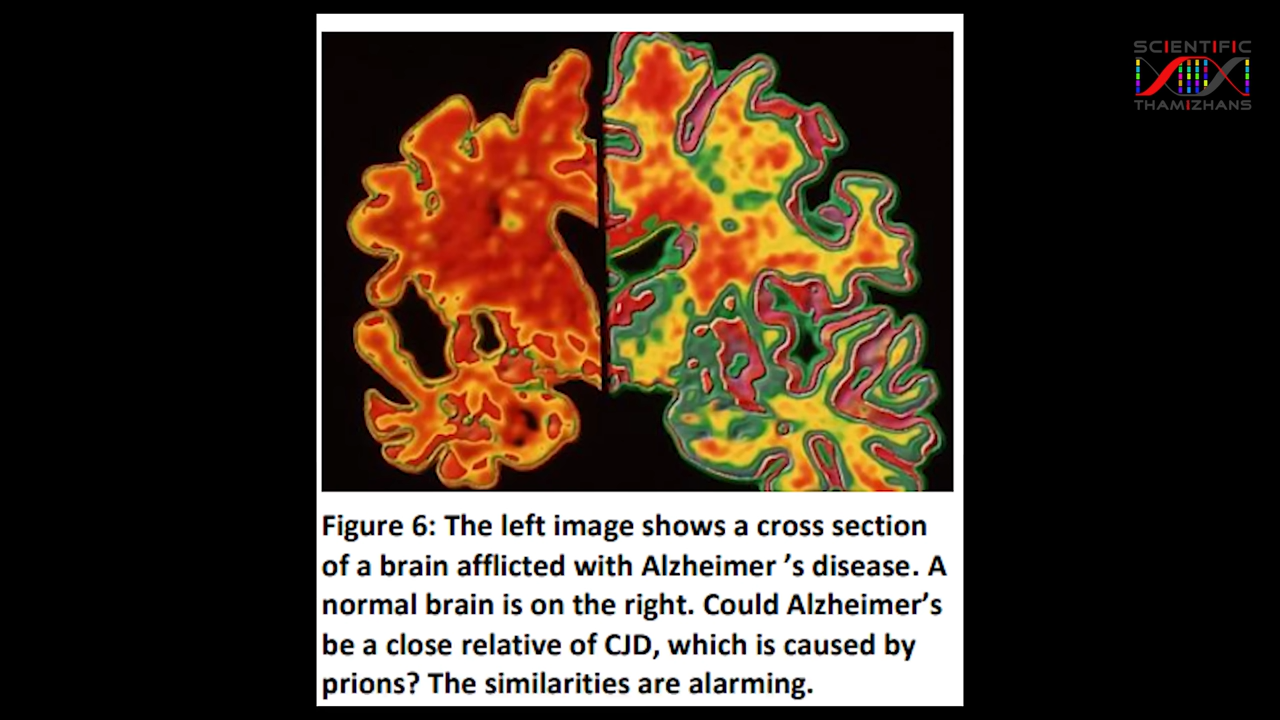 SCIENTIFIC
THAMIZHANS
Figure 6: The left image shows a cross section
of a brain afflicted with Alzheimer ’s disease. A
normal brain is on the right. Could Alzheimer’s
be a close relative of CJD, which is caused by
prions? The similarities are alarming.